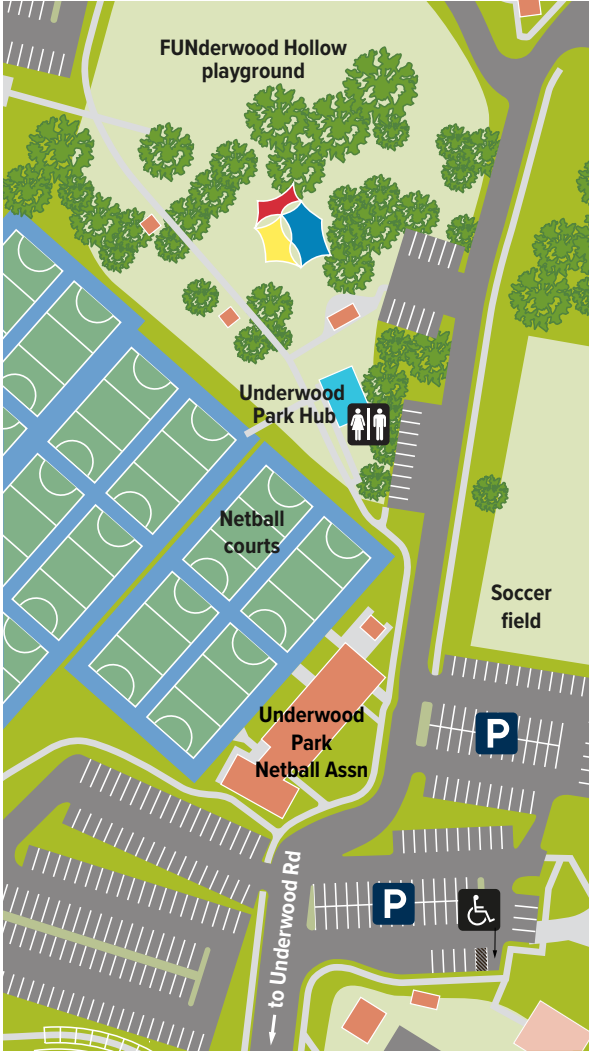 FUNderwood Hollow
playground
Underwood
Park Hub
Netball
courts
Soccer
field
Underwood
Park
Netball Assn
P
P
← to Underwood Rd